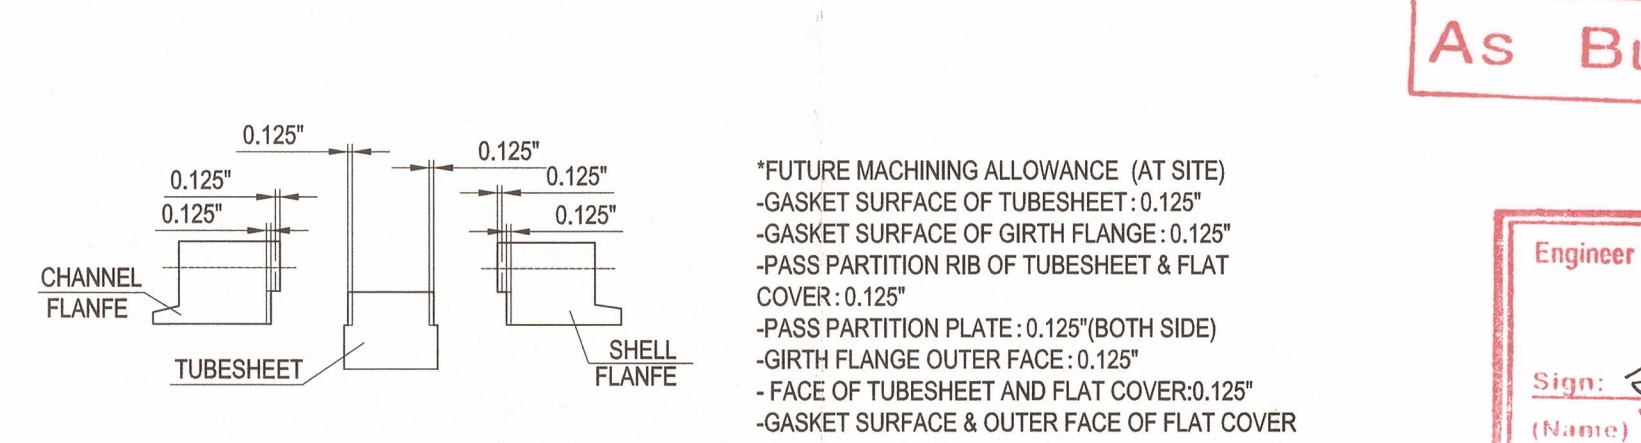 As
0.125"
0.125"
0.125"
0.125"
0.125"
0.125"
CHANNEL
FLANFE
TUBESHEET
SHELL
FLANFE
*FUTURE MACHINING ALLOWANCE (AT SITE)
-GASKET SURFACE OF TUBESHEET:0.125"
-GASKET SURFACE OF GIRTH FLANGE:0.125"
-PASS PARTITION RIB OF TUBESHEET & FLAT
COVER:0.125"
-PASS PARTITION PLATE:0.125"(BOTH SIDE)
-GIRTH FLANGE OUTER FACE:0.125"
- FACE OF TUBESHEET AND FLAT COVER:0.125"
-GASKET SURFACE & OUTER FACE OF FLAT COVER
Engineer
Sign:
(Name)